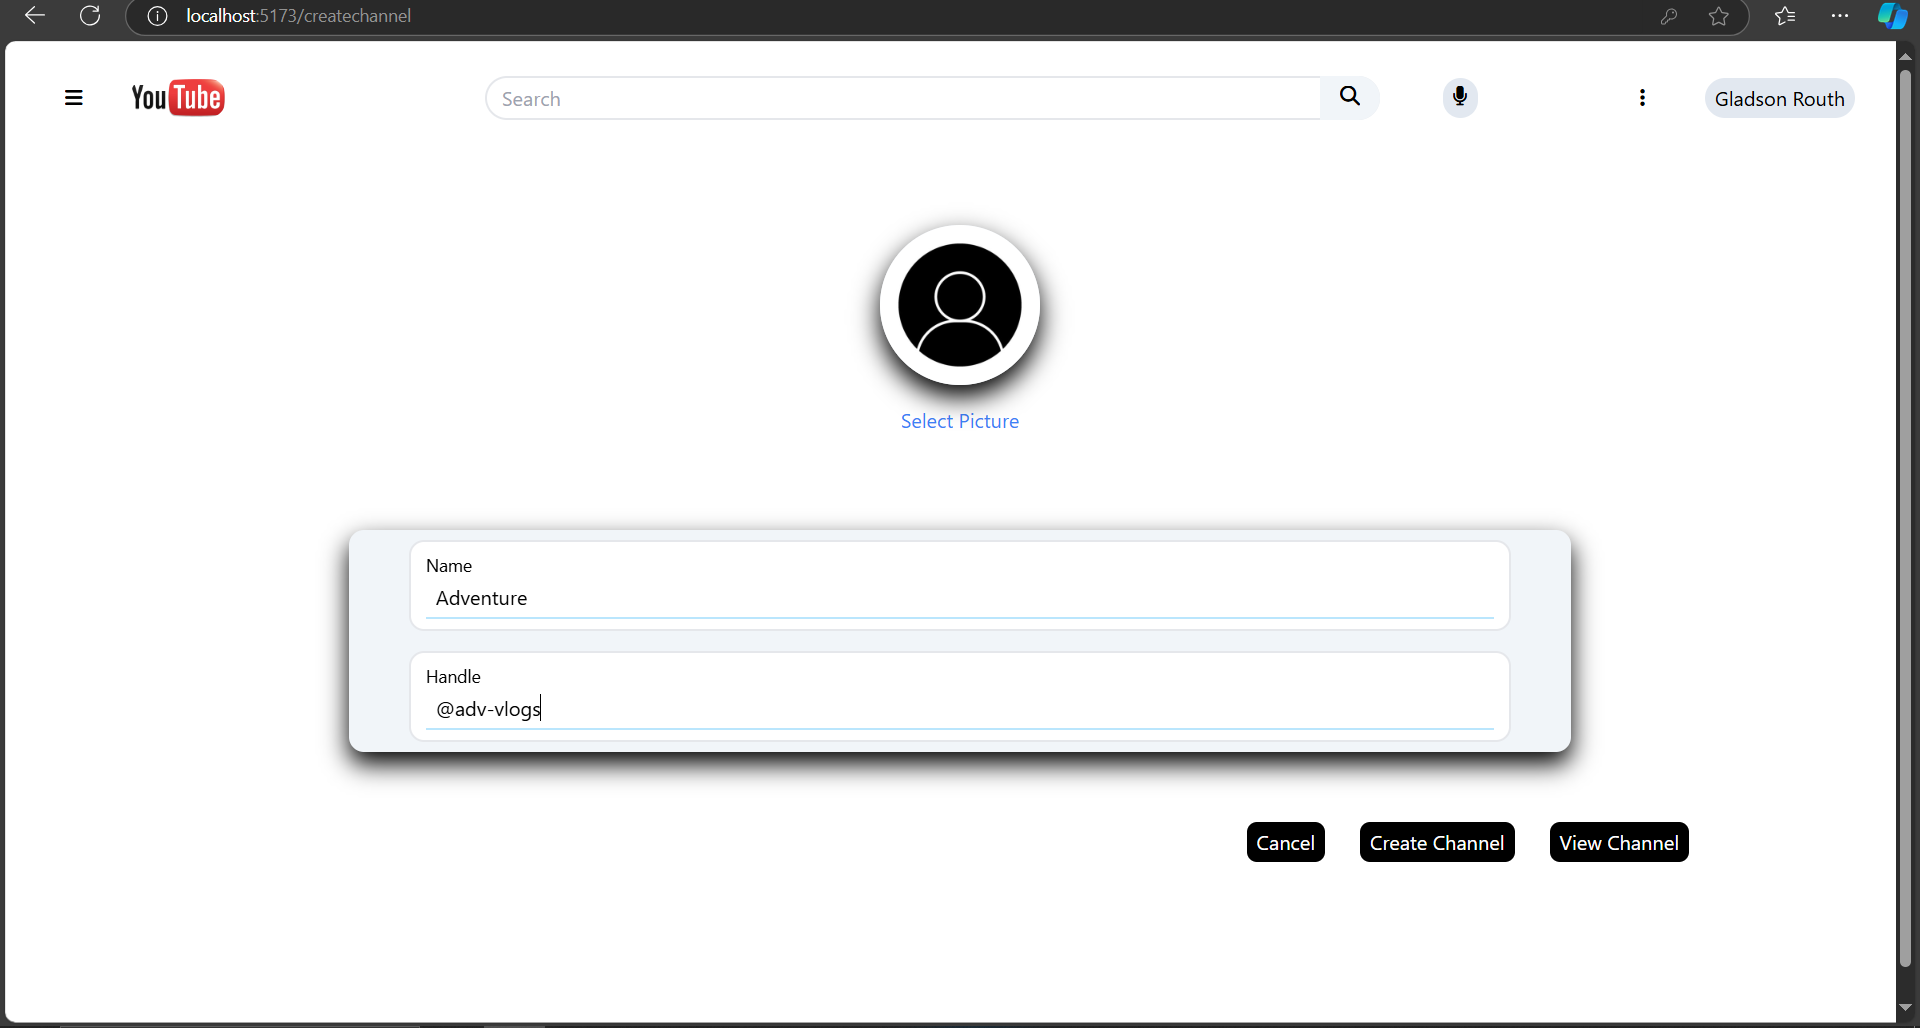 localhost:5173/createchannel
YouTube
Search
Gladson Routh
Select Picture
Name
Adventure
Handle
@adv-vlogs
Cancel
Create Channel
View Channel